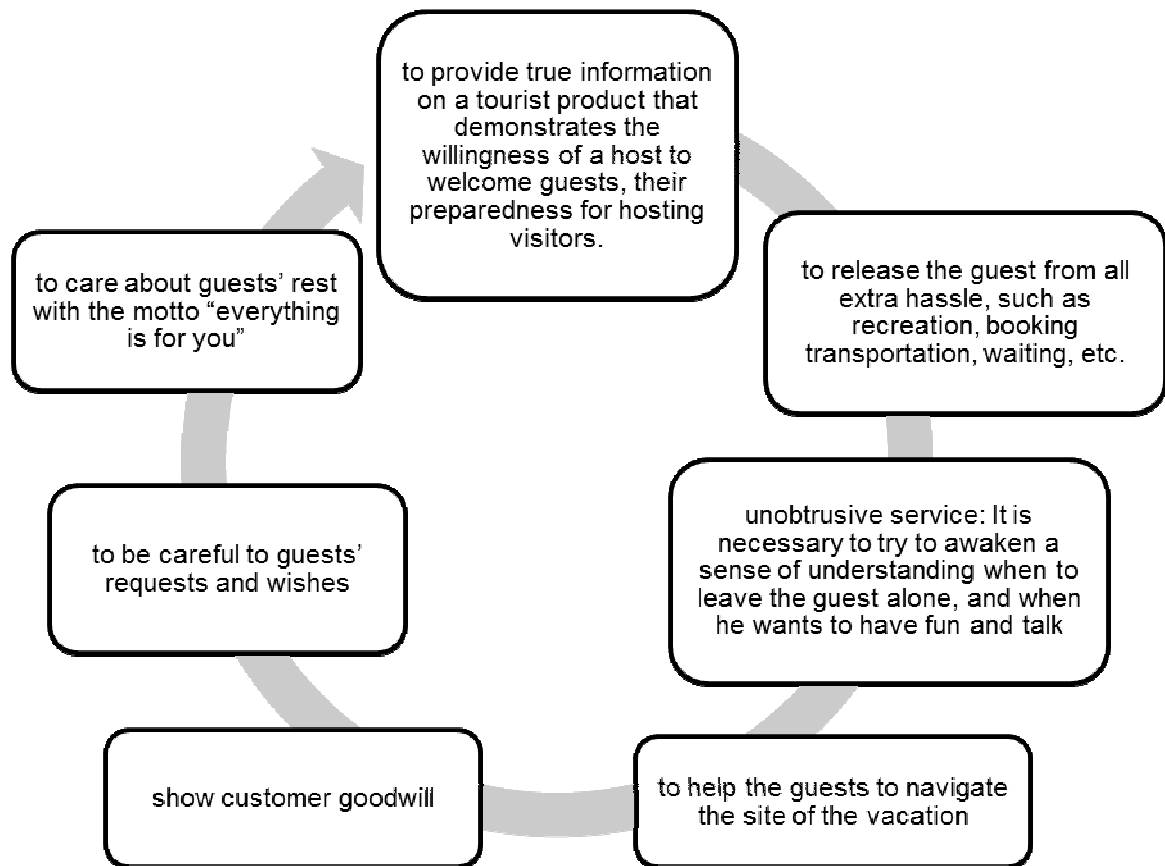 to provide true information
on a tourist product that
demonstrates the
willingness of a host to
welcome guests, their
preparedness for hosting
visitors.
to release the guest from all
extra hassle, such as
recreation, booking
transportation, waiting, etc.
unobtrusive service: It is
necessary to try to awaken a
sense of understanding when to
leave the guest alone, and when
he wants to have fun and talk
to help the guests to navigate
the site of the vacation
show customer goodwill
to be careful to guests’
requests and wishes
to care about guests’ rest
with the motto “everything
is for you”